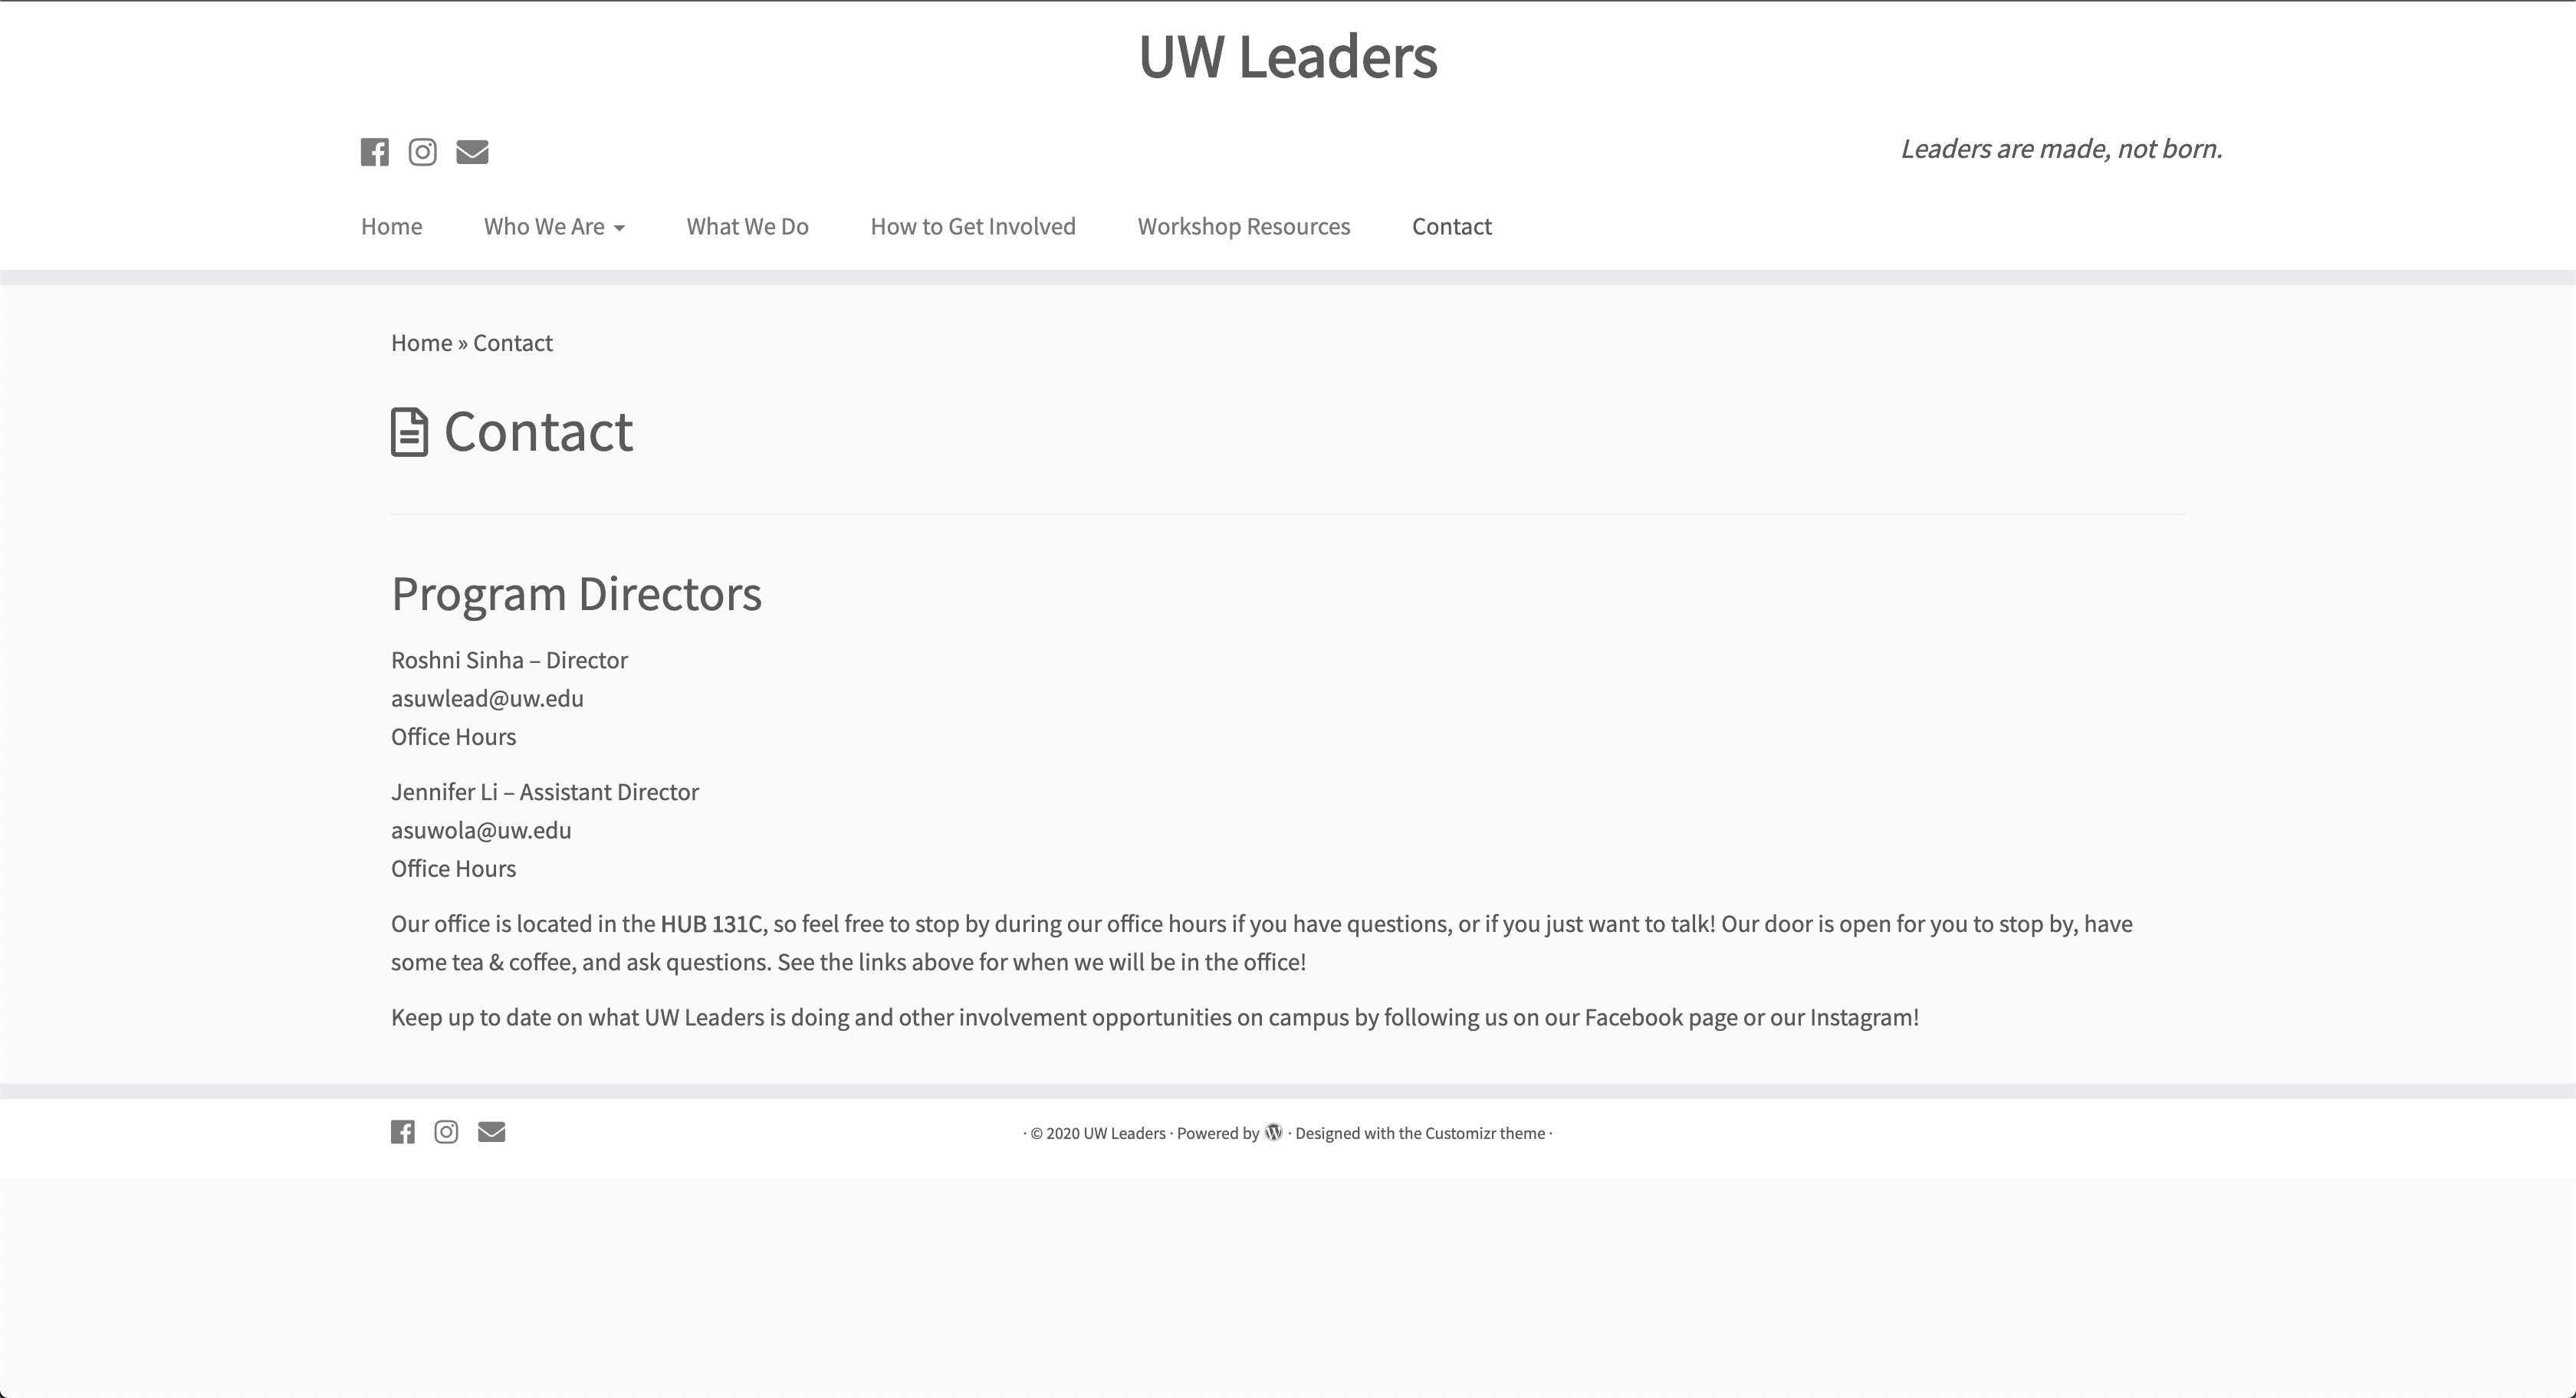 UW Leaders
Leaders are made, not born.
Home Who We Are What We Do How to Get Involved Workshop Resources Contact
Home » Contact
Contact
Program Directors
Roshni Sinha – Director
asuwlead@uw.edu
Office Hours
Jennifer Li – Assistant Director
asuwola@uw.edu
Office Hours
Our office is located in the HUB 131C, so feel free to stop by during our office hours if you have questions, or if you just want to talk! Our door is open for you to stop by, have
some tea & coffee, and ask questions. See the links above for when we will be in the office!
Keep up to date on what UW Leaders is doing and other involvement opportunities on campus by following us on our Facebook page or our Instagram!
· © 2020 UW Leaders · Powered by · Designed with the Customizr theme ·